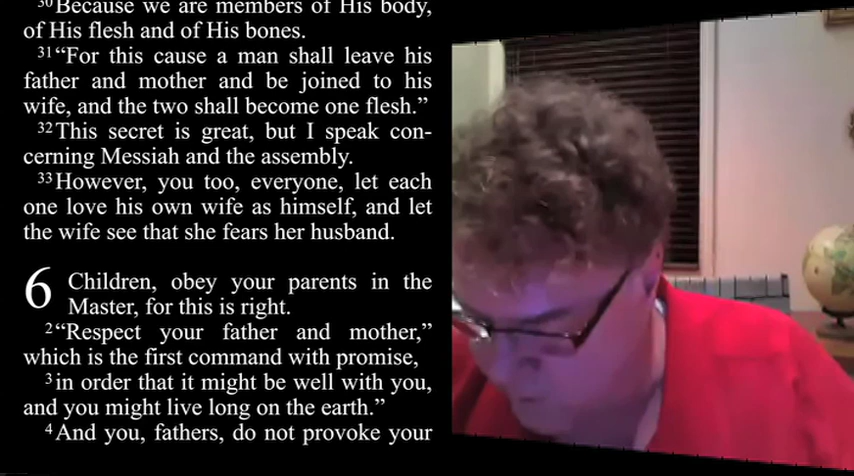 30Because we are members of His body,
of His flesh and of His bones.
31“For this cause a man shall leave his
father and mother and be joined to his
wife, and the two shall become one flesh.”
32This secret is great, but I speak con-
cerning Messiah and the assembly.
33However, you too, everyone, let each
one love his own wife as himself, and let
the wife see that she fears her husband.
6 Children, obey your parents in the
Master, for this is right.
2“Respect your father and mother,”
which is the first command with promise,
3in order that it might be well with you,
and you might live long on the earth.”
4And you, fathers, do not provoke your